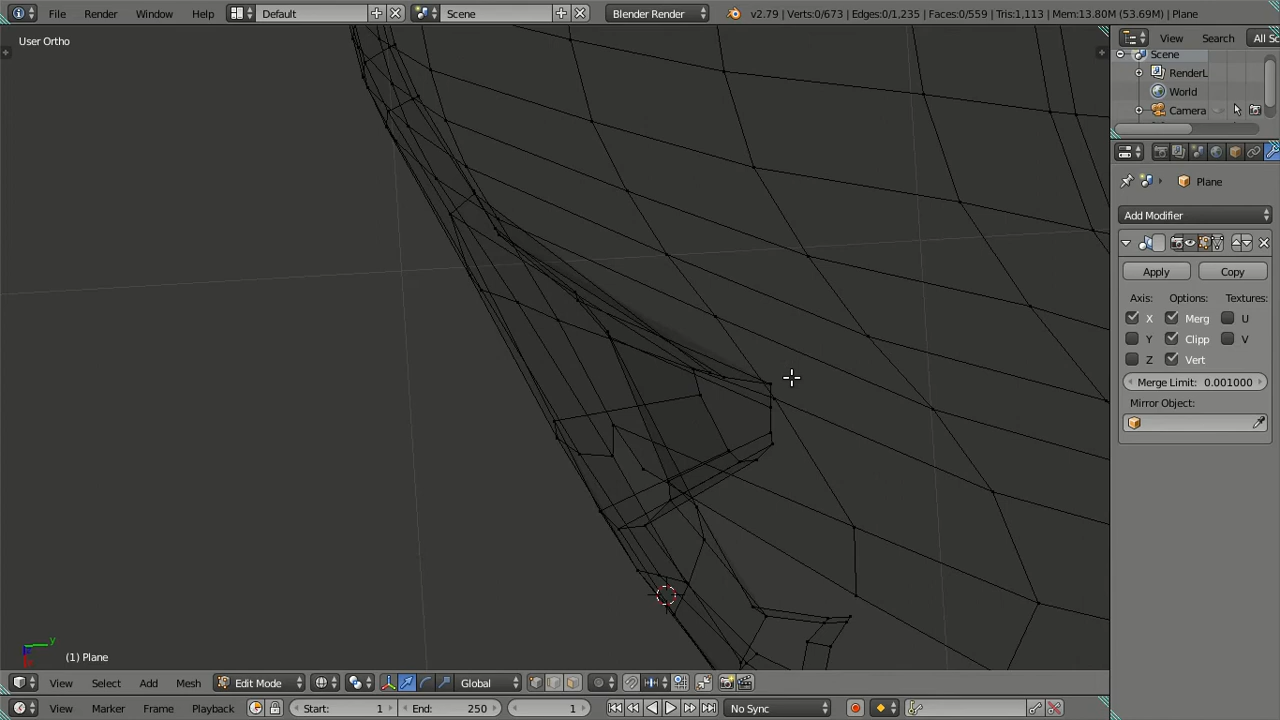 File Render Window Help Default Scene Blender Render v2.79 | Verts:0/673 | Edges:0/1,235 | Faces:0/559 | Tris:1,113 | Mem:13.80M (53.69M) | Plane
User Ortho
View Search All Sc
Scene
RenderL
World
Camera
Plane
Add Modifier
Apply Copy
Axis: Options: Textures:
X Merg U
Y Clipp V
Z Vert
Merge Limit: 0.001000
Mirror Object:
y
(1) Plane
View Select Add Mesh Edit Mode Global
View Marker Frame Playback Start: 1 End: 250 1 No Sync